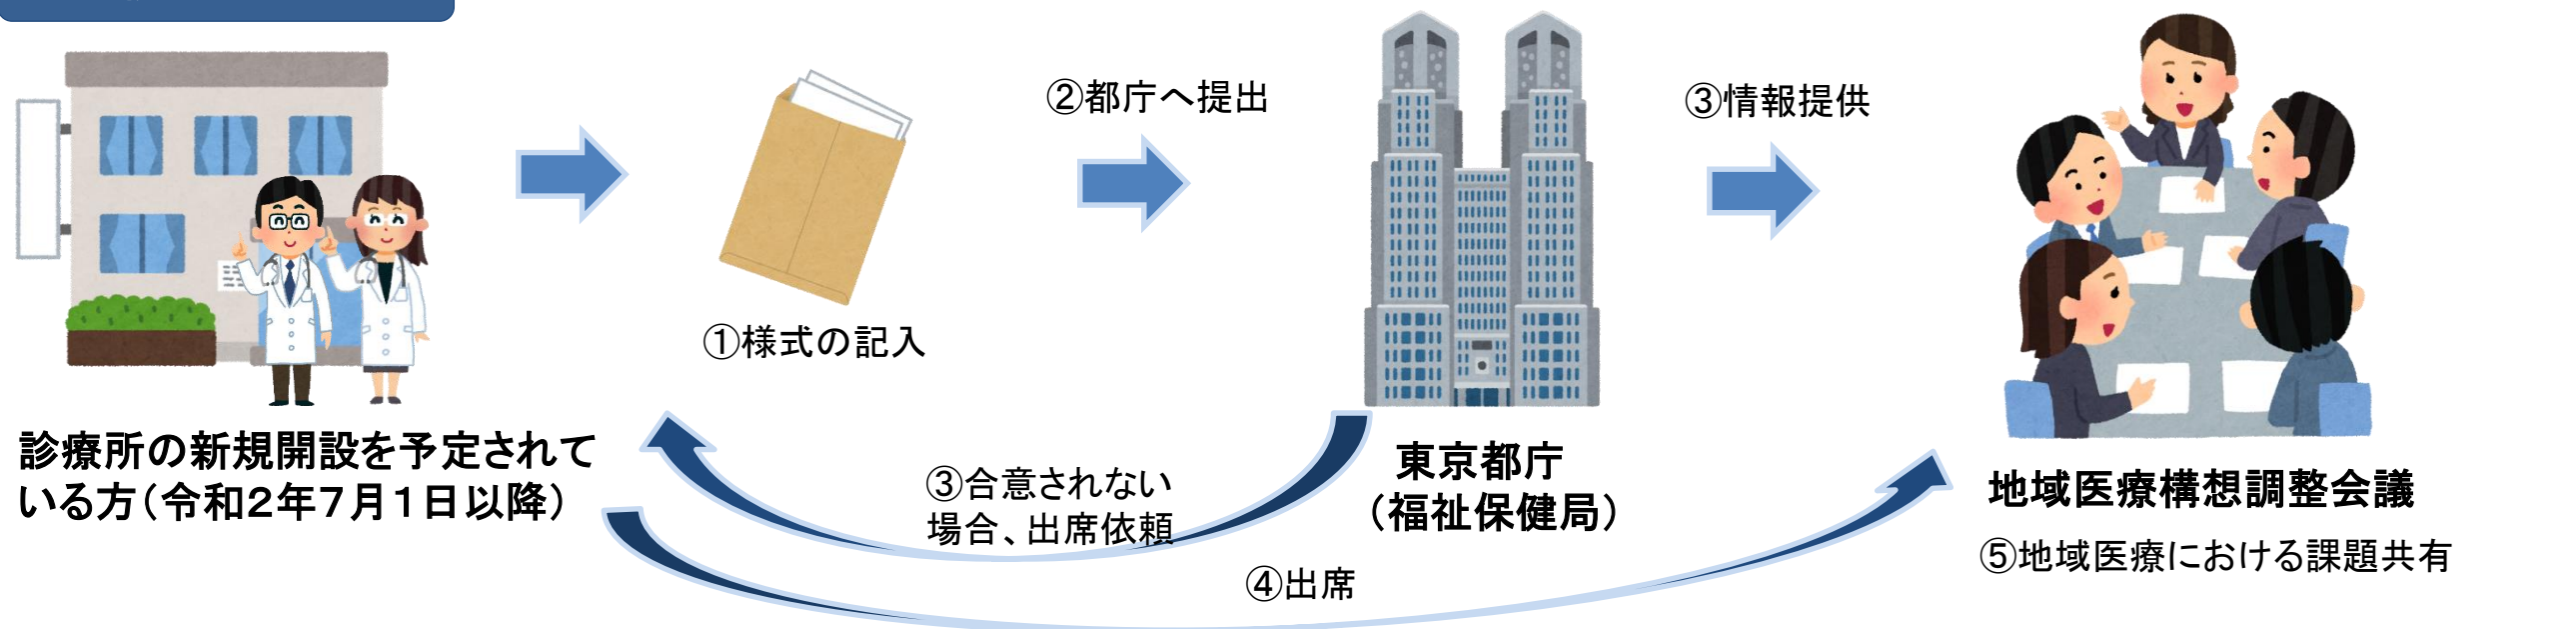 ②都庁へ提出
③情報提供
①様式の記入
診療所の新規開設を予定されて
いる方（令和２年７月１日以降）
③合意されない
場合、出席依頼
東京都庁
（福祉保健局）
地域医療構想調整会議
④出席
⑤地域医療における課題共有